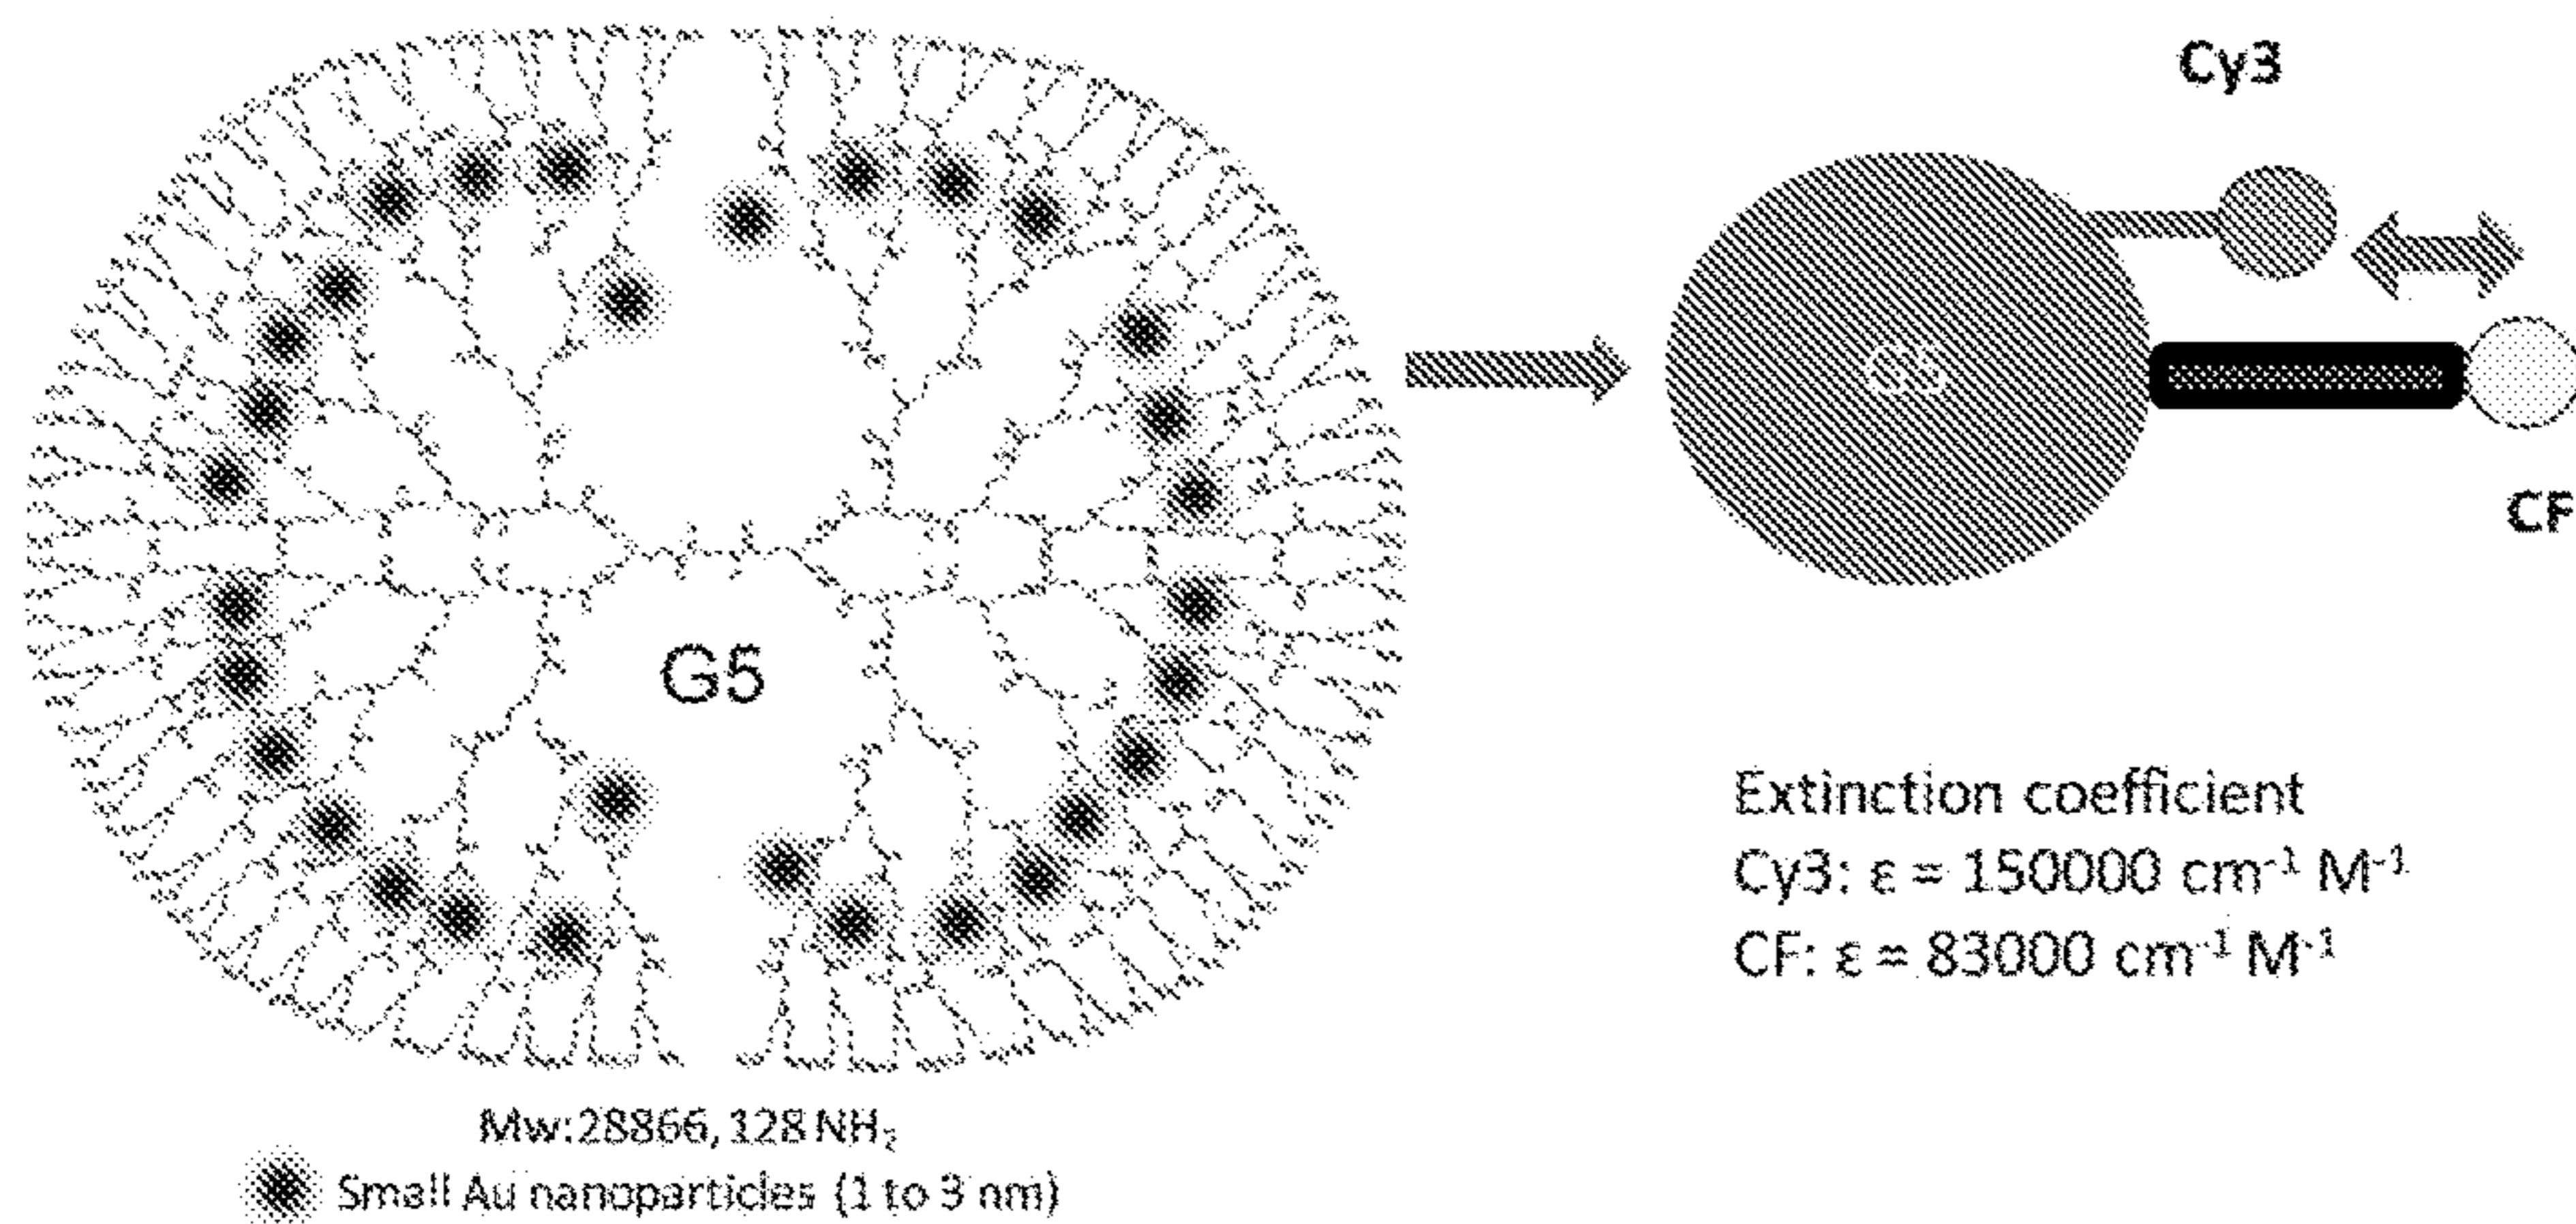 Cy3
G5
CF
G5
Extinction coefficient
Cy3: ε = 150000 cm⁻¹ M⁻¹
CF: ε = 83000 cm⁻¹ M⁻¹
Mw:28866, 128 NH₂
Small Au nanoparticles (1 to 3 nm)